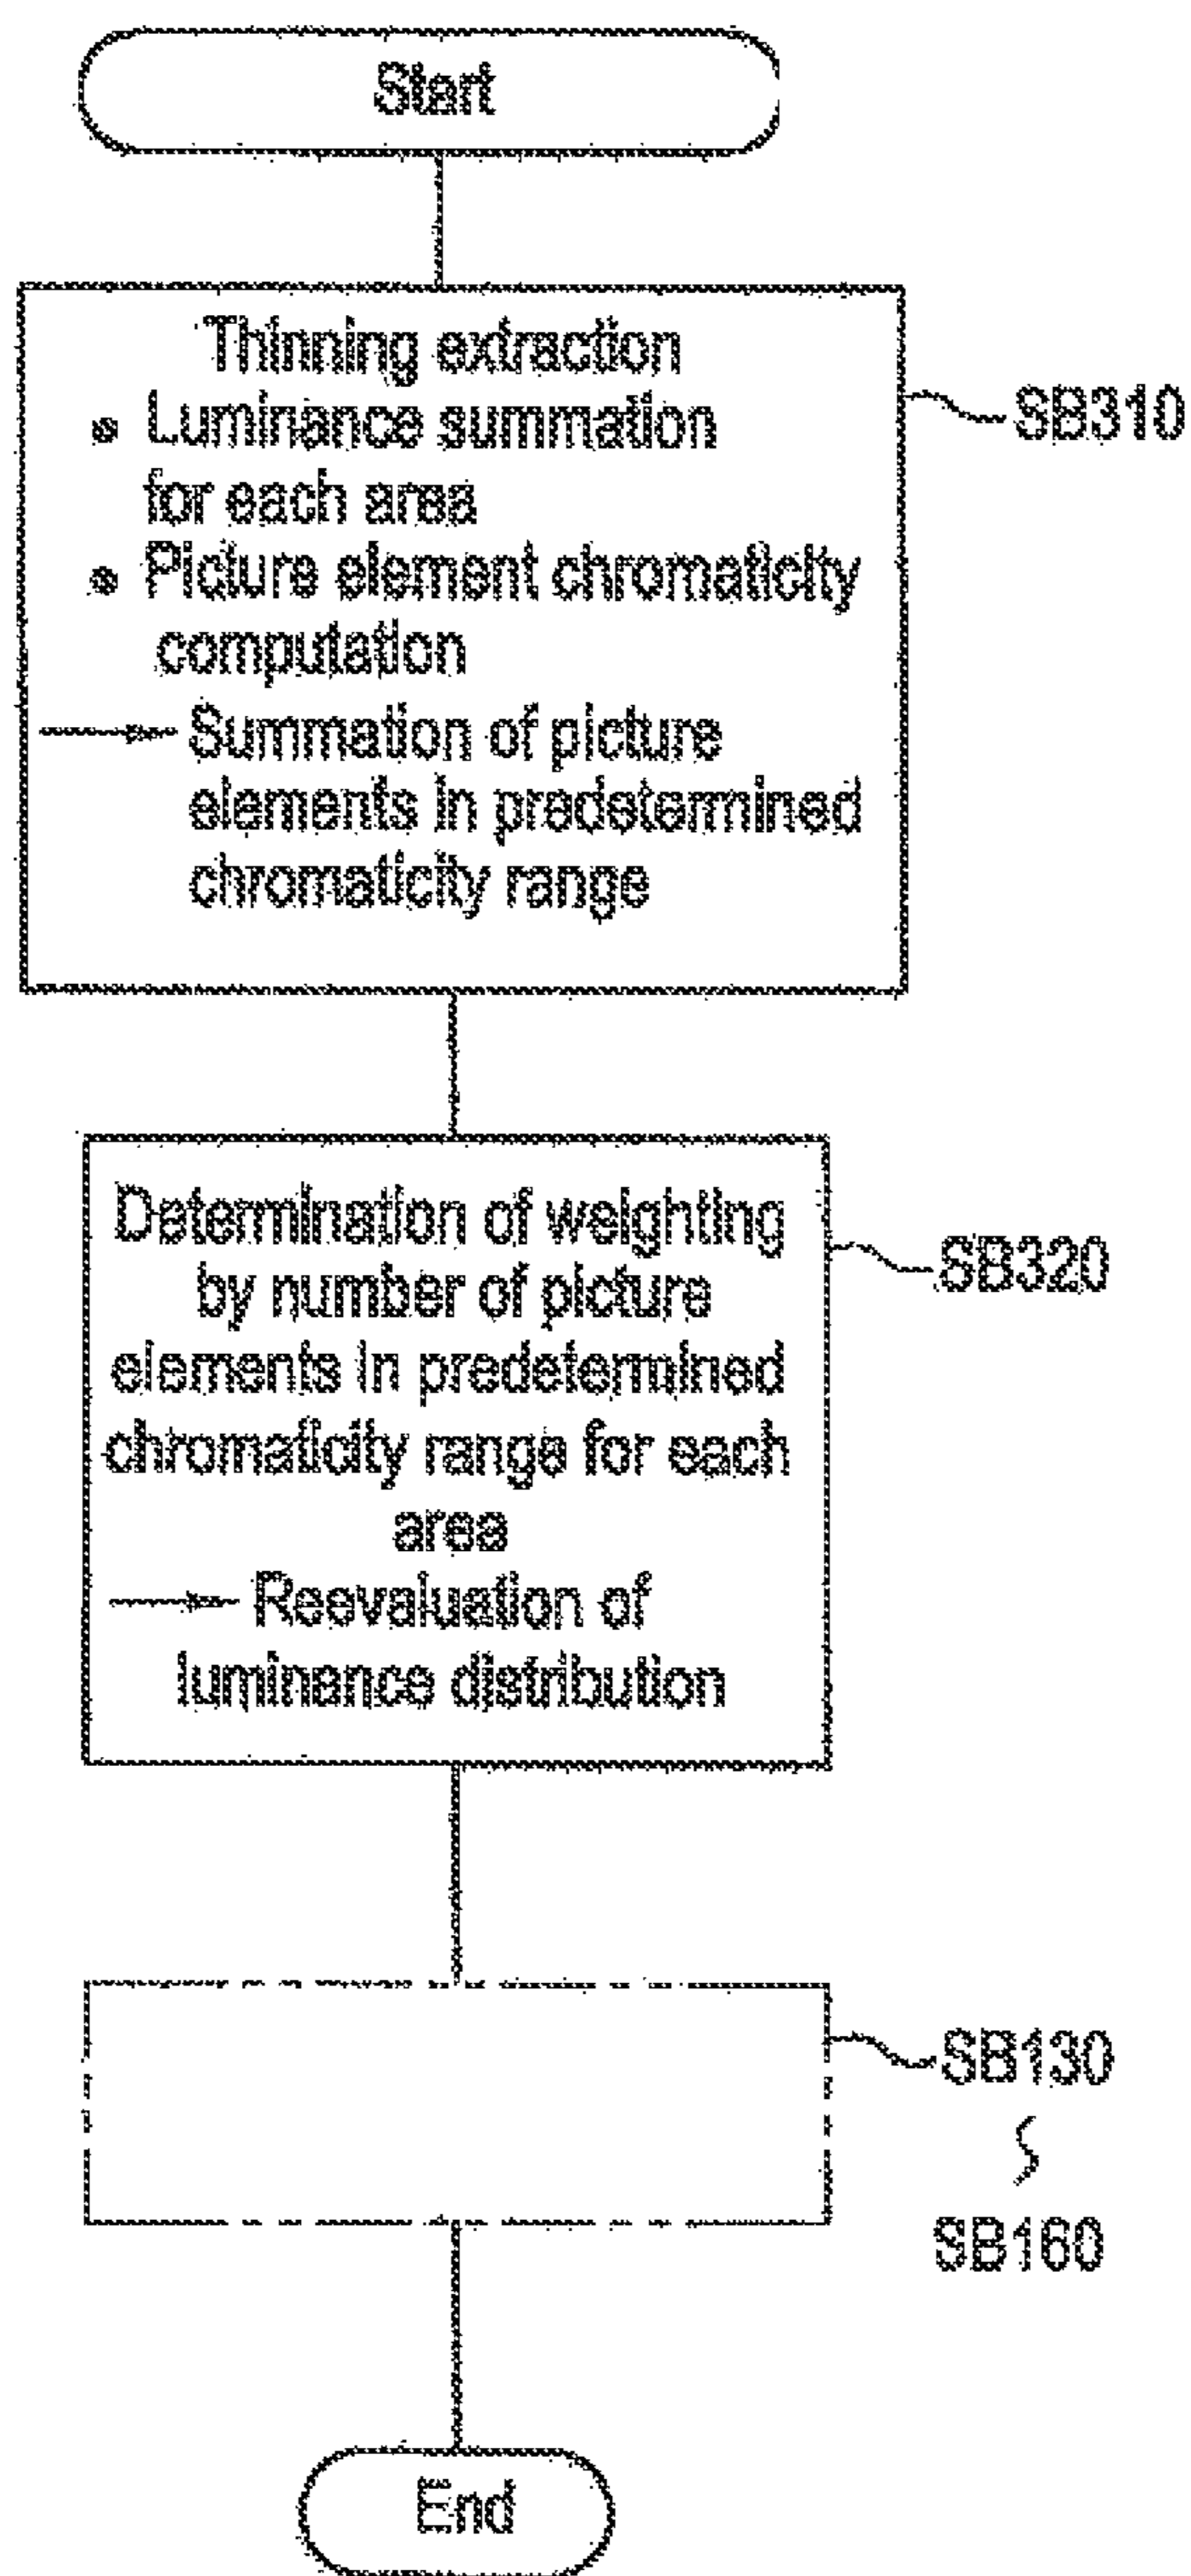 Start
Thinning extraction
• Luminance summation
for each area
• Picture element chromaticity
computation
→ Summation of picture
elements in predetermined
chromaticity range
SB310
Determination of weighting
by number of picture
elements in predetermined
chromaticity range for each
area
→ Reevaluation of
luminance distribution
SB320
SB130
SB160
End